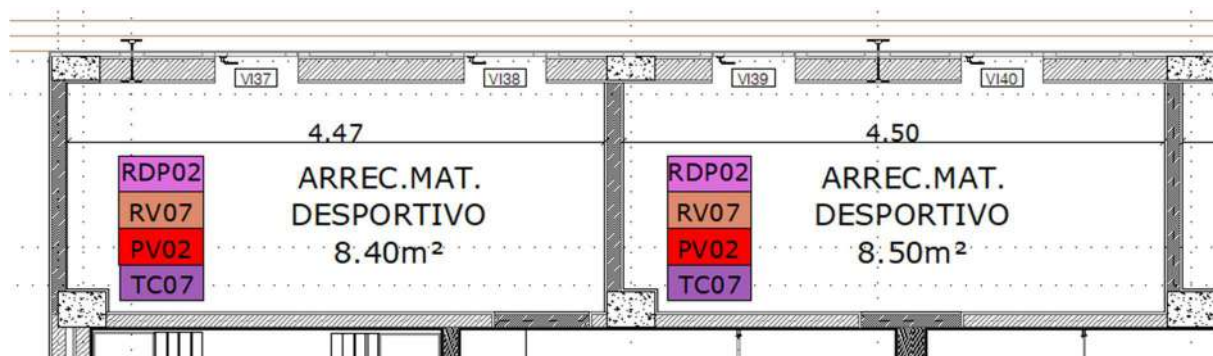 VI37
VI38
VI39
VI40
4.47
4.50
RDP02
RV07
PV02
TC07
ARREC.MAT.
DESPORTIVO
8.40m²
RDP02
RV07
PV02
TC07
ARREC.MAT.
DESPORTIVO
8.50m²